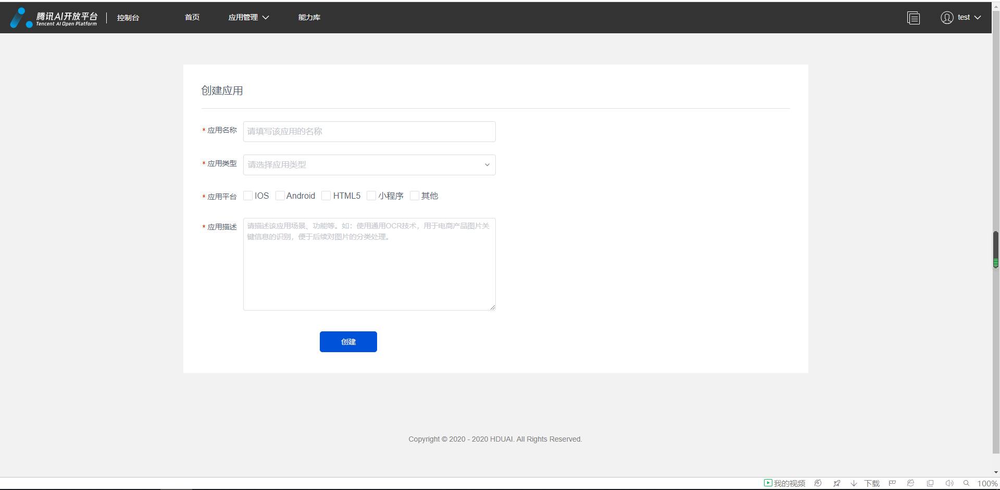 腾讯AI开放平台
Tencent AI Open Platform
控制台
首页
应用管理
能力库
test
创建应用
* 应用名称
请填写该应用的名称
* 应用类型
请选择应用类型
* 应用平台
IOS
Android
HTML5
小程序
其他
* 应用描述
请描述该应用场景、功能等。如：使用通用OCR技术，用于电商产品图片关
键信息的识别，便于后续对图片的分类处理。
创建
Copyright © 2020 - 2020 HDUAI. All Rights Reserved.
我的视频
下载
100%